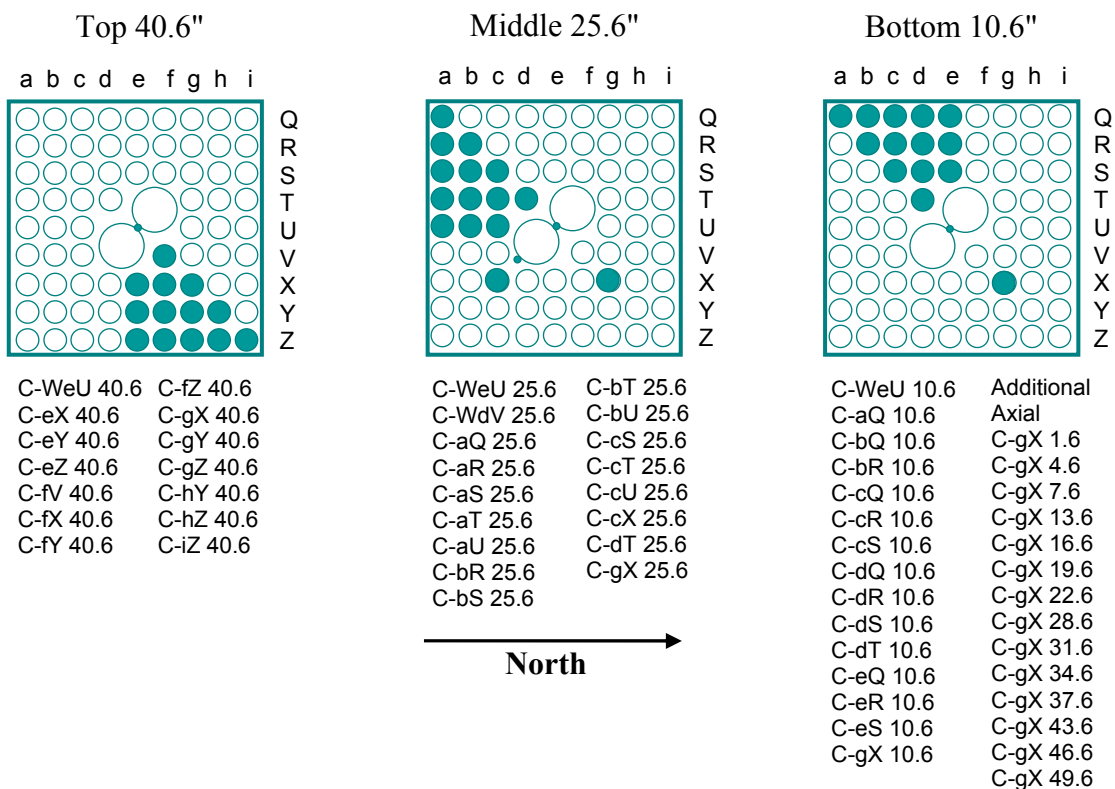 Top 40.6"
a b c d e f g h i
Q
R
S
T
U
V
X
Y
Z
C-WeU 40.6 C-fZ 40.6
C-eX 40.6 C-gX 40.6
C-eY 40.6 C-gY 40.6
C-eZ 40.6 C-gZ 40.6
C-fV 40.6 C-hY 40.6
C-fX 40.6 C-hZ 40.6
C-fY 40.6 C-iZ 40.6
Middle 25.6"
a b c d e f g h i
Q
R
S
T
U
V
X
Y
Z
C-WeU 25.6 C-bT 25.6
C-WdV 25.6 C-bU 25.6
C-aQ 25.6 C-cS 25.6
C-aR 25.6 C-cT 25.6
C-aS 25.6 C-cU 25.6
C-aT 25.6 C-cX 25.6
C-aU 25.6 C-dT 25.6
C-bR 25.6 C-gX 25.6
C-bS 25.6
North
Bottom 10.6"
a b c d e f g h i
Q
R
S
T
U
V
X
Y
Z
C-WeU 10.6 Additional
C-aQ 10.6 Axial
C-bQ 10.6 C-gX 1.6
C-bR 10.6 C-gX 4.6
C-cQ 10.6 C-gX 7.6
C-cR 10.6 C-gX 13.6
C-cS 10.6 C-gX 16.6
C-dQ 10.6 C-gX 19.6
C-dR 10.6 C-gX 22.6
C-dS 10.6 C-gX 28.6
C-dT 10.6 C-gX 31.6
C-eQ 10.6 C-gX 34.6
C-eR 10.6 C-gX 37.6
C-eS 10.6 C-gX 43.6
C-gX 10.6 C-gX 46.6
C-gX 49.6